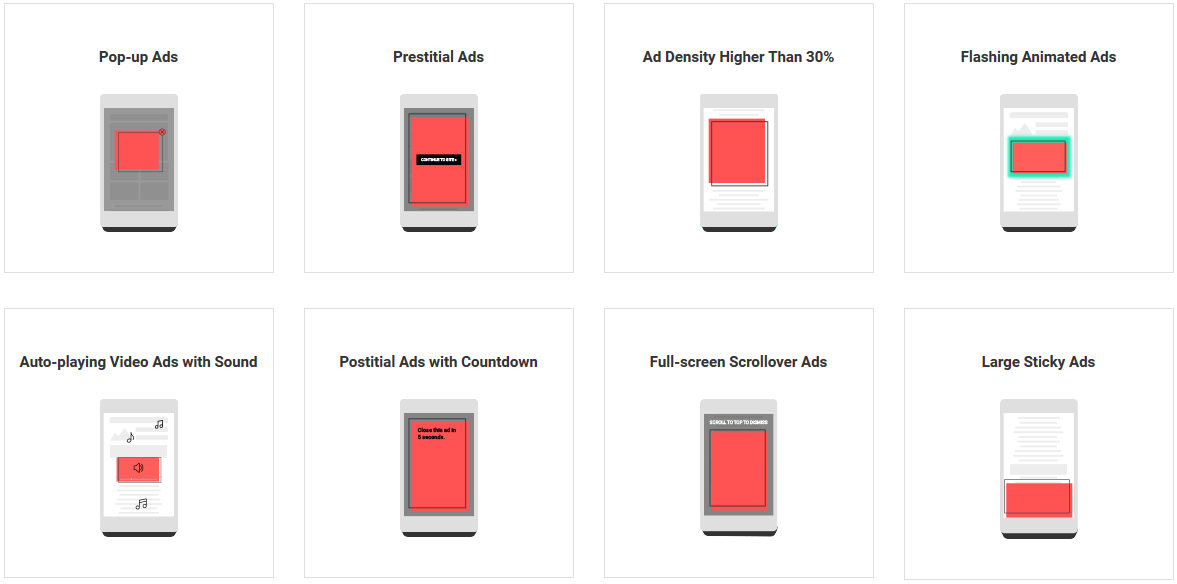 Pop-up Ads
Prestitial Ads
Ad Density Higher Than 30%
Flashing Animated Ads
CONTINUE TO SITE »
Auto-playing Video Ads with Sound
Postitial Ads with Countdown
Full-screen Scrollover Ads
Large Sticky Ads
Close this ad in
5 seconds.
SCROLL TO TOP TO DISMISS